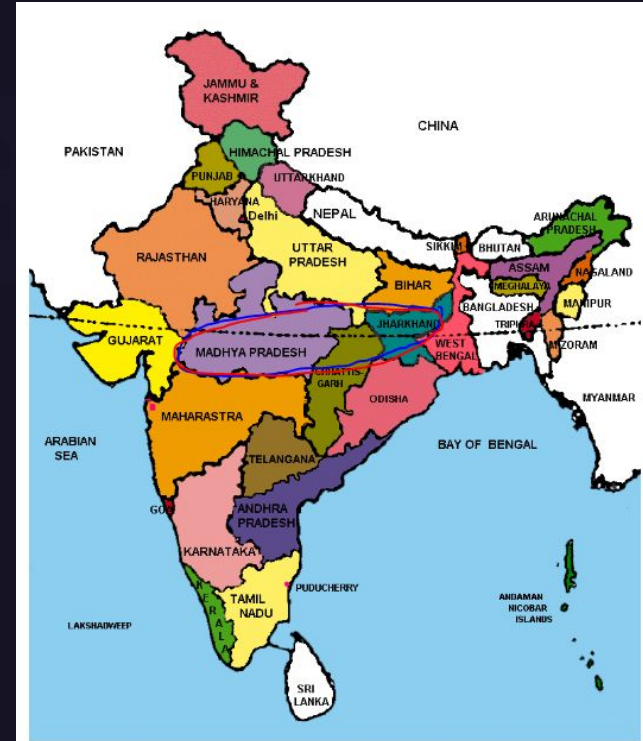 JAMMU &
KASHMIR
CHINA
PAKISTAN
HIMACHAL PRADESH
PUNJAB
UTTARKHAND
HARYANA
Delhi
NEPAL
ARUNACHAL
PRADESH
SIKKIM
BHUTAN
RAJASTHAN
UTTAR
PRADESH
ASSAM
NAGALAND
BIHAR
MEGHALAYA
BANGLADESH
MANIPUR
GUJARAT
JHARKHAND
TRIPURA
MADHYA PRADESH
WEST
BENGAL
MIZORAM
CHHATTIS
GARH
MYANMAR
ODISHA
MAHARASTRA
ARABIAN
SEA
BAY OF BENGAL
TELANGANA
GOA
ANDHRA
PRADESH
KARNATAKA
PUDUCHERRY
KERALA
TAMIL
NADU
ANDAMAN
NICOBAR
ISLANDS
LAKSHADWEEP
SRI
LANKA